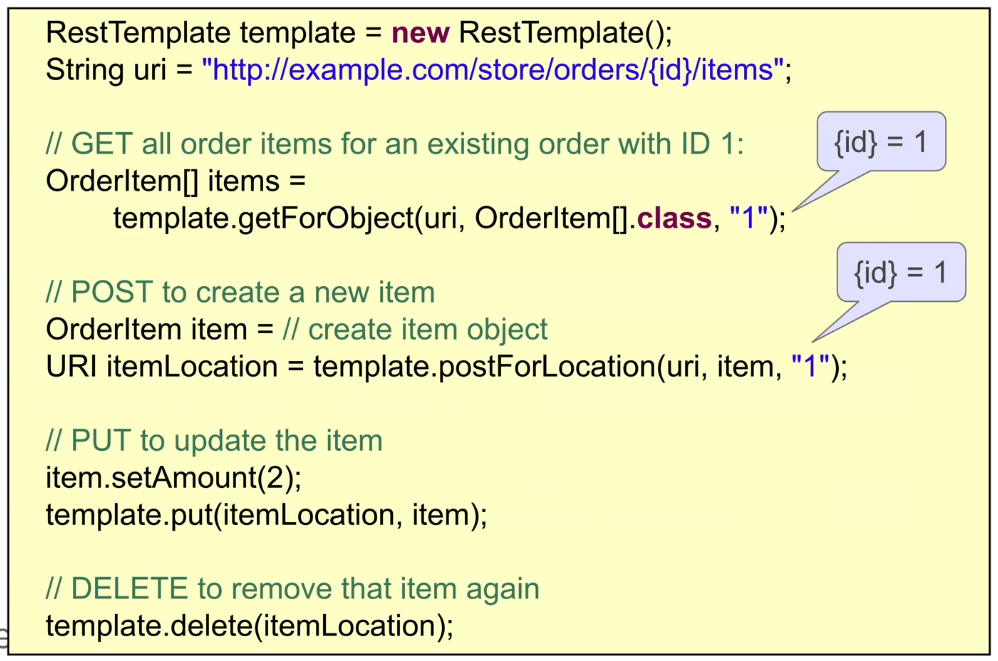 RestTemplate template = new RestTemplate();
String uri = "http://example.com/store/orders/{id}/items";
// GET all order items for an existing order with ID 1:
{id} = 1
OrderItem[] items =
template.getForObject(uri, OrderItem[].class, "1");
{id} = 1
// POST to create a new item
OrderItem item = // create item object
URI itemLocation = template.postForLocation(uri, item, "1");
// PUT to update the item
item.setAmount(2);
template.put(itemLocation, item);
// DELETE to remove that item again
template.delete(itemLocation);